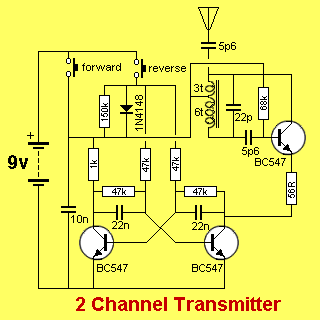 5p6
forward
reverse
150k
1N4148
3t
6t
22p
68k
+
5p6
BC547
9v
1k
47k
47k
56R
47k
47k
10n
22n
22n
BC547
BC547
2 Channel Transmitter